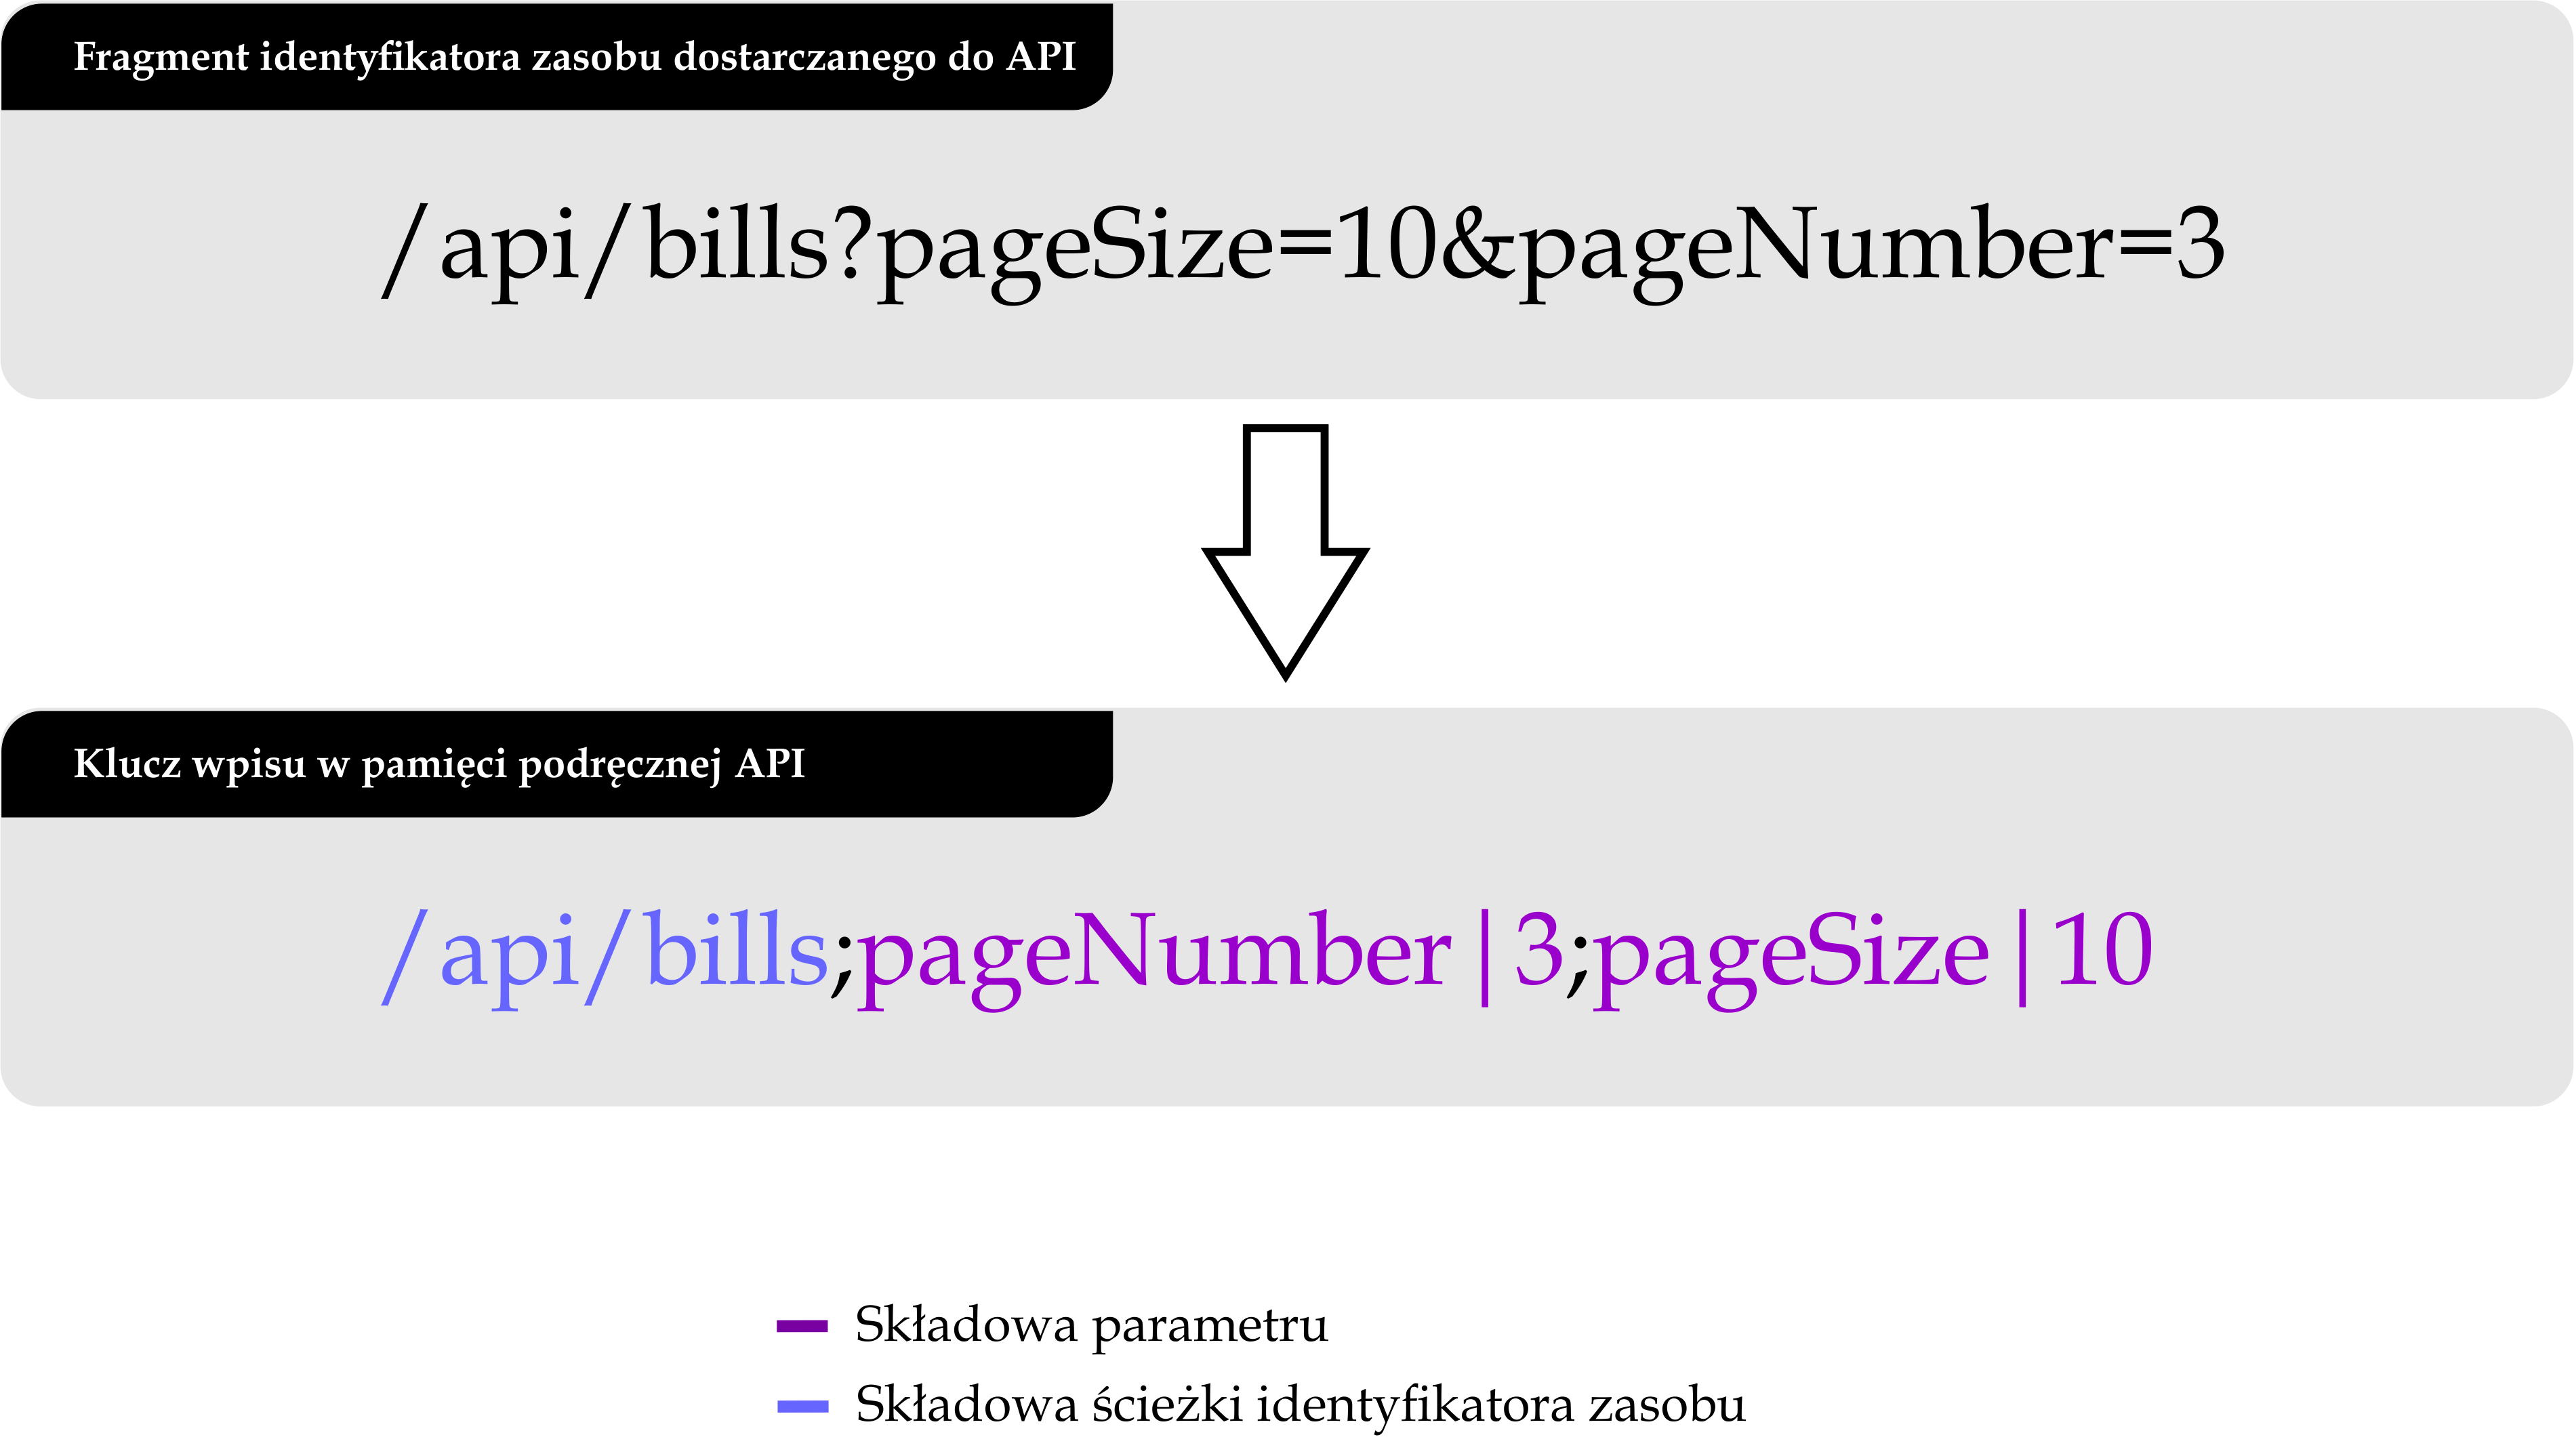 Fragment identyfikatora zasobu dostarczanego do API
/api/bills?pageSize=10&pageNumber=3
Klucz wpisu w pamięci podręcznej API
/api/bills;pageNumber|3;pageSize|10
Składowa parametru
Składowa ścieżki identyfikatora zasobu